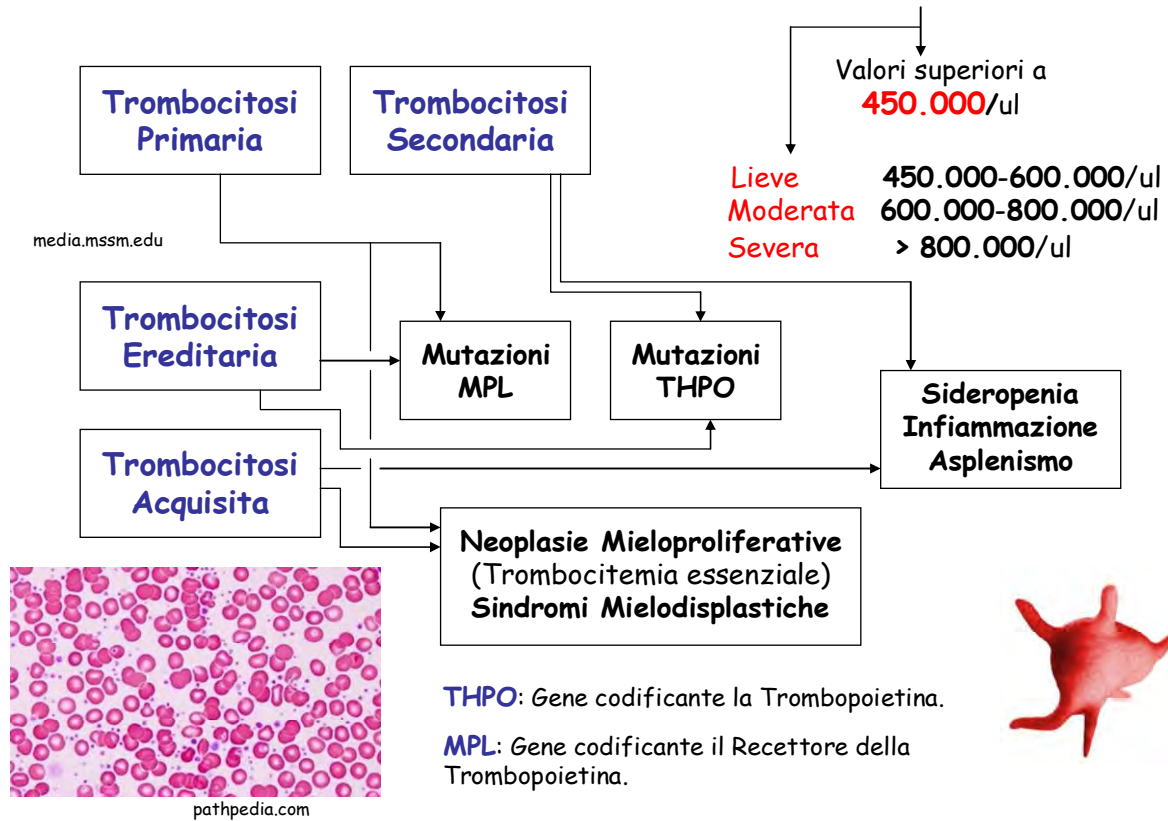 Valori superiori a
450.000/ul
Trombocitosi
Primaria
Trombocitosi
Secondaria
Lieve 450.000-600.000/ul
Moderata 600.000-800.000/ul
Severa > 800.000/ul
media.mssm.edu
Trombocitosi
Ereditaria
Mutazioni
MPL
Mutazioni
THPO
Sideropenia
Infiammazione
Asplenismo
Trombocitosi
Acquisita
Neoplasie Mieloproliferative
(Trombocitemia essenziale)
Sindromi Mielodisplastiche
THPO: Gene codificante la Trombopoietina.
MPL: Gene codificante il Recettore della
Trombopoietina.
pathpedia.com